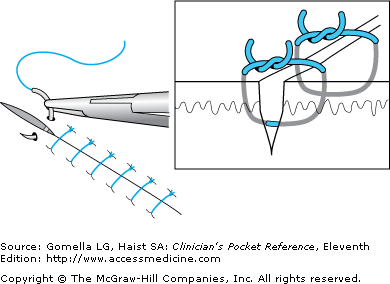 Source: Gomella LG, Haist SA: Clinician's Pocket Reference, Eleventh
Edition: http://www.accessmedicine.com
Copyright © The McGraw-Hill Companies, Inc. All rights reserved.